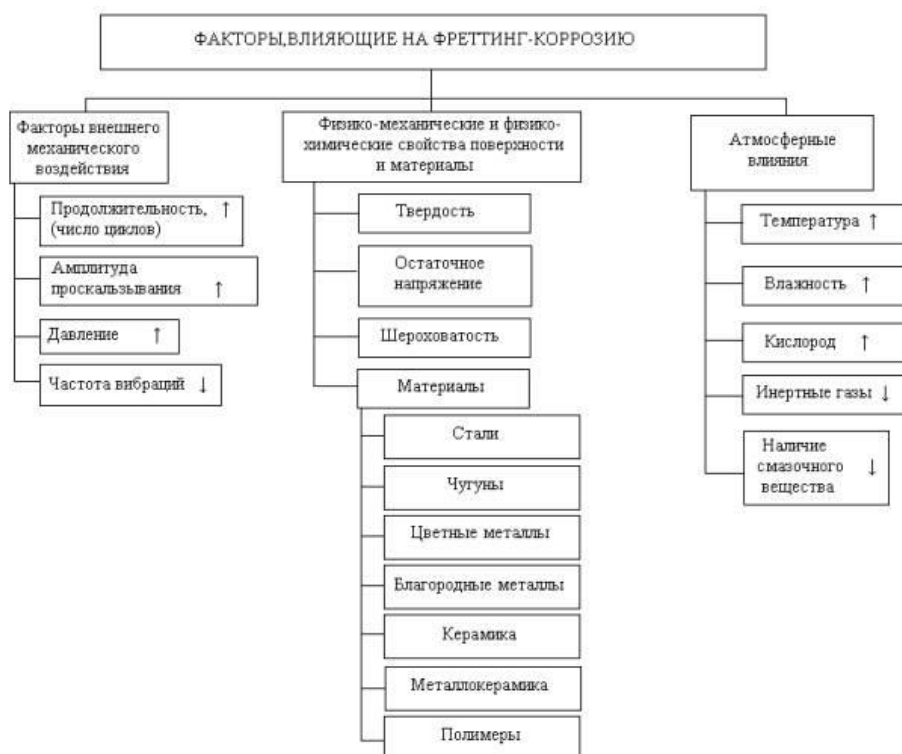 ФАКТОРЫ,ВЛИЯЮЩИЕ НА ФРЕТТИНГ-КОРРОЗИЮ
Факторы внешнего
механического
воздействия
Продолжительность, ↑
(число циклов)
Амплитуда
проскальзывания ↑
Давление ↑
Частота вибраций ↓
Физико-механические и физико-
химические свойства поверхности
и материалы
Твердость
Остаточное
напряжение
Шероховатость
Материалы
Стали
Чугуны
Цветные металлы
Благородные металлы
Керамика
Металлокерамика
Полимеры
Атмосферные
влияния
Температура ↑
Влажность ↑
Кислород ↑
Инертные газы ↓
Наличие
смазочного ↓
вещества